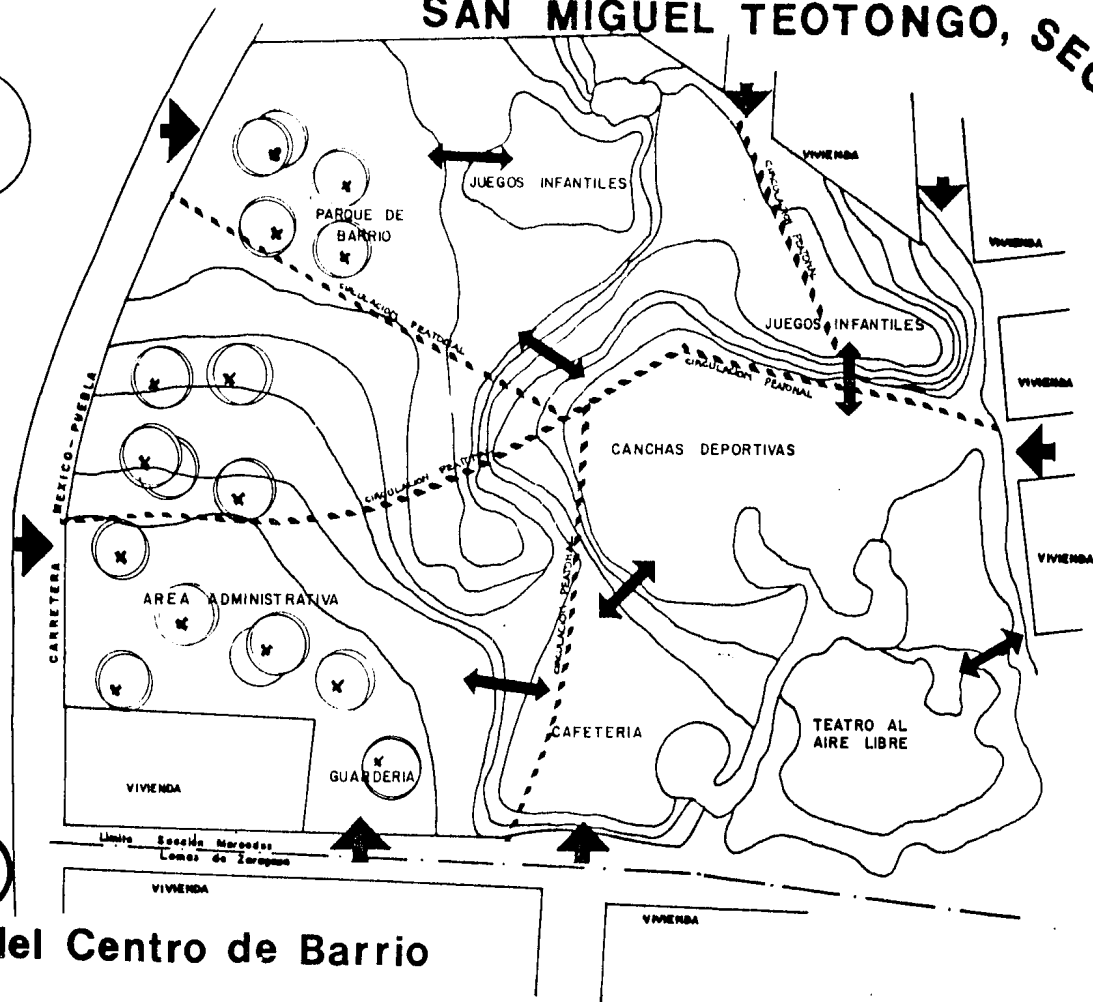 SAN MIGUEL TEOTONGO, SEC
VIVIENDA
CIRCULACION PEATONAL
JUEGOS INFANTILES
PARQUE DE
BARRIO
VIVIENDA
CIRCULACION PEATONAL
JUEGOS INFANTILES
CIRCULACION PEATONAL
VIVIENDA
CARRETERA MEXICO-PUEBLA
CANCHAS DEPORTIVAS
CIRCULACION
VIVIENDA
CIRCULACION PEATONAL
AREA ADMINISTRATIVA
TEATRO AL
AIRE LIBRE
CAFETERIA
GUARDERIA
VIVIENDA
Limite Sección Mercedes
Lomas de Zaragoza
VIVIENDA
VIVIENDA
del Centro de Barrio